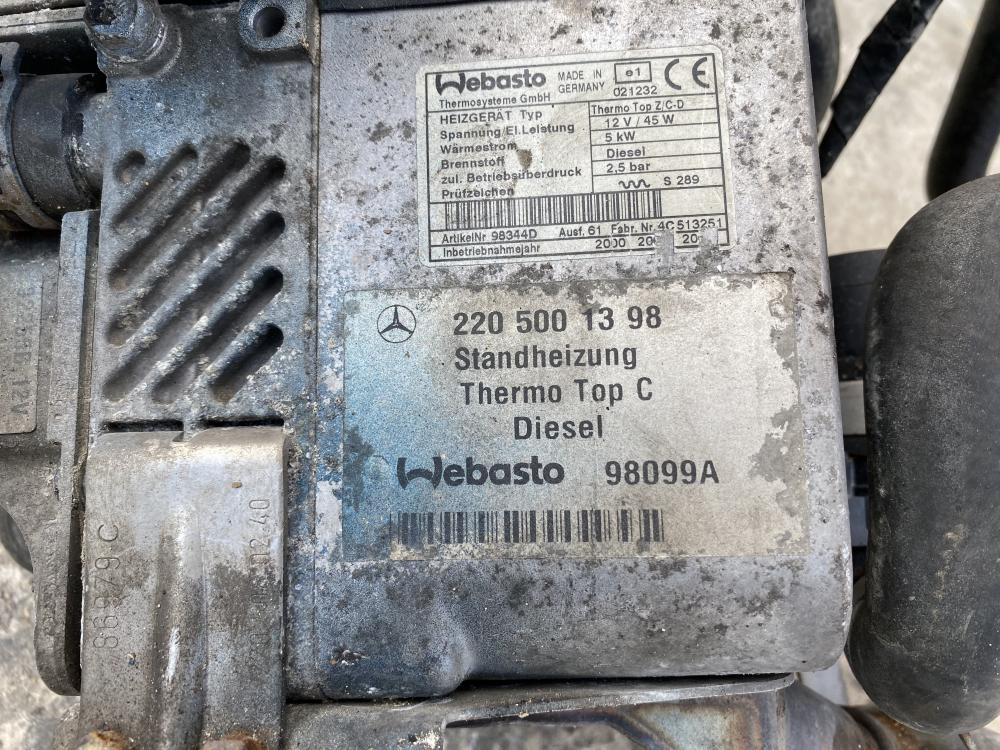 Webasto
Thermosysteme GmbH
MADE IN
GERMANY
e1
021232
CE
HEIZGERÄT Typ Thermo Top Z/C-D
Spannung/El.Leistung 12 V / 45 W
Wärmestrom 5 kW
Brennstoff Diesel
zul. Betriebsüberdruck 2,5 bar
Prüfzeichen S 289
ArtikelNr 98344D Ausf. 61 Fabr. Nr. 4C513251
Inbetriebnahmejahr 2000
220 500 13 98
Standheizung
Thermo Top C
Diesel
Webasto 98099A
86979C
12V